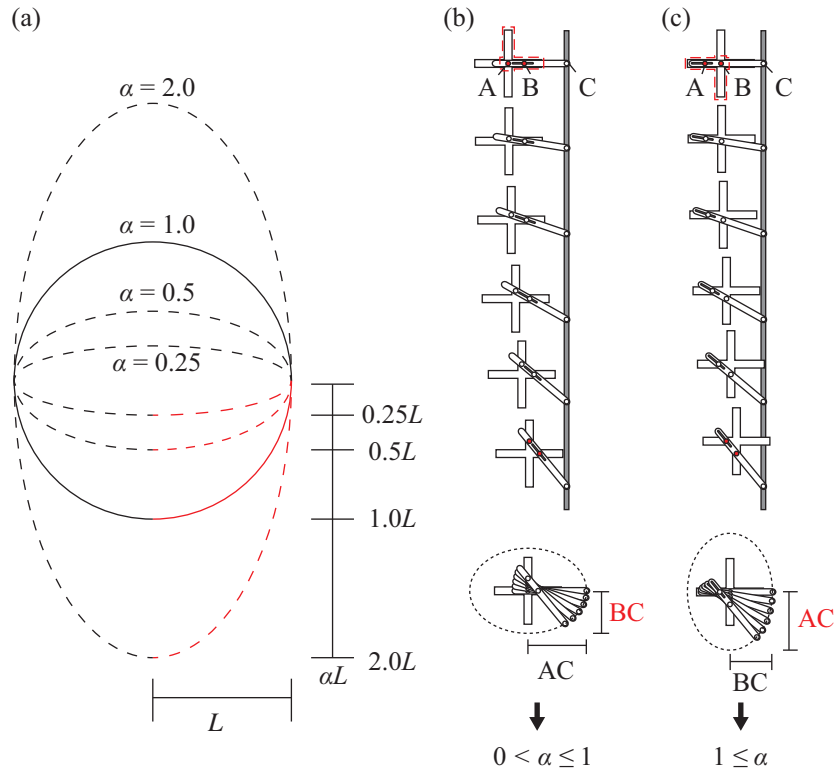 (a)
α = 2.0
α = 1.0
α = 0.5
α = 0.25
0.25L
0.5L
1.0L
2.0L
αL
L
(b)
A
B
C
BC
AC
0 < α ≤ 1
(c)
A
B
C
AC
BC
1 ≤ α